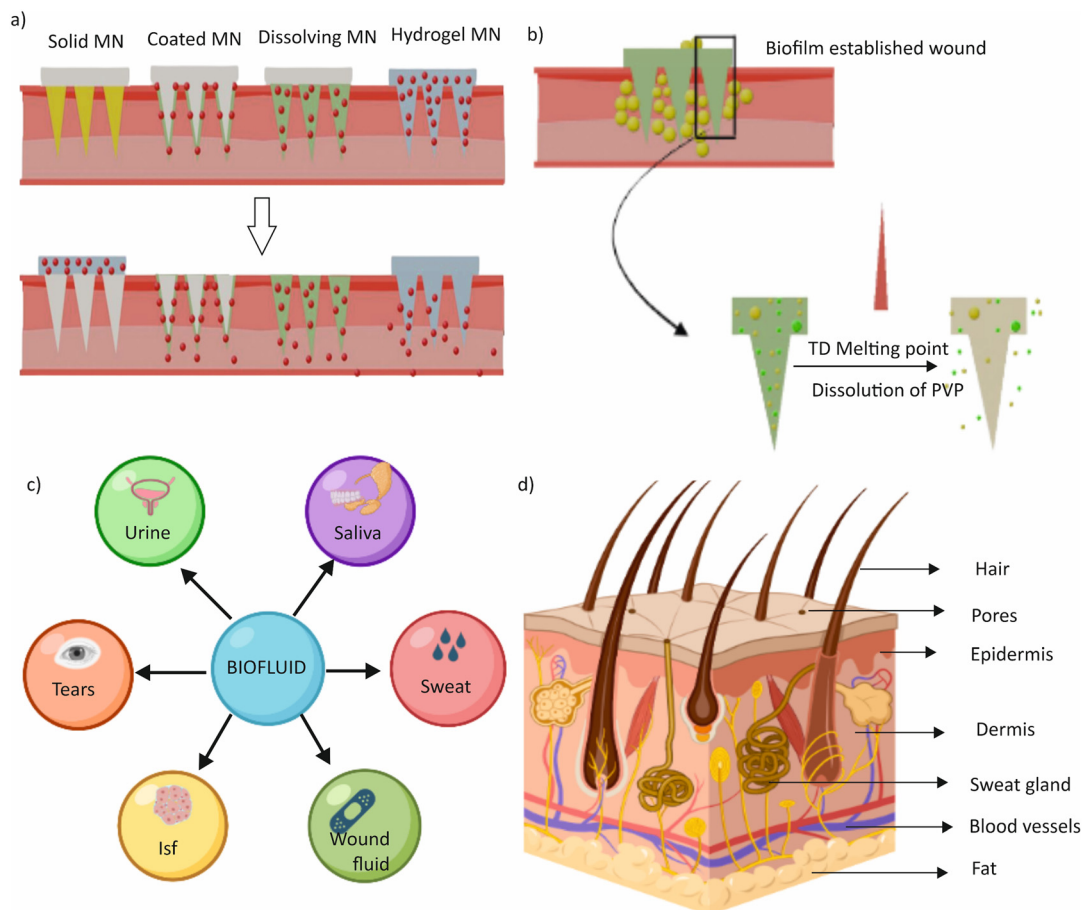 a)
Solid MN
Coated MN
Dissolving MN
Hydrogel MN
b)
Biofilm established wound
TD Melting point
Dissolution of PVP
c)
Urine
Saliva
Tears
BIOFLUID
Sweat
Isf
Wound
fluid
d)
Hair
Pores
Epidermis
Dermis
Sweat gland
Blood vessels
Fat